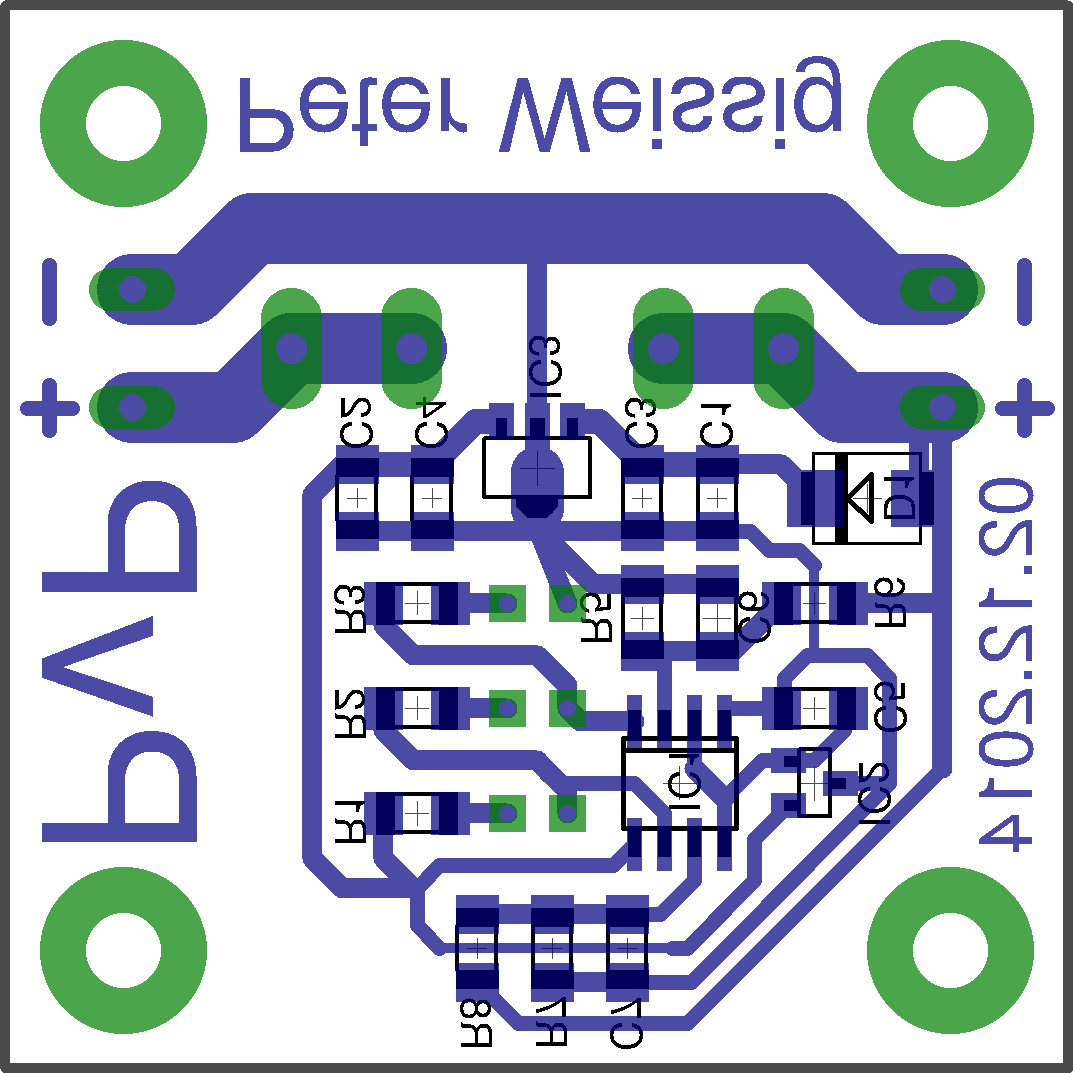 Peter Weissig
- -
+ +
PvP
02.12.2014
IC3
C2 C4 C3 C1
D1
R3 R5 C6 R6
R2 C5
R1 IC1 IC2
R8 R7 C7